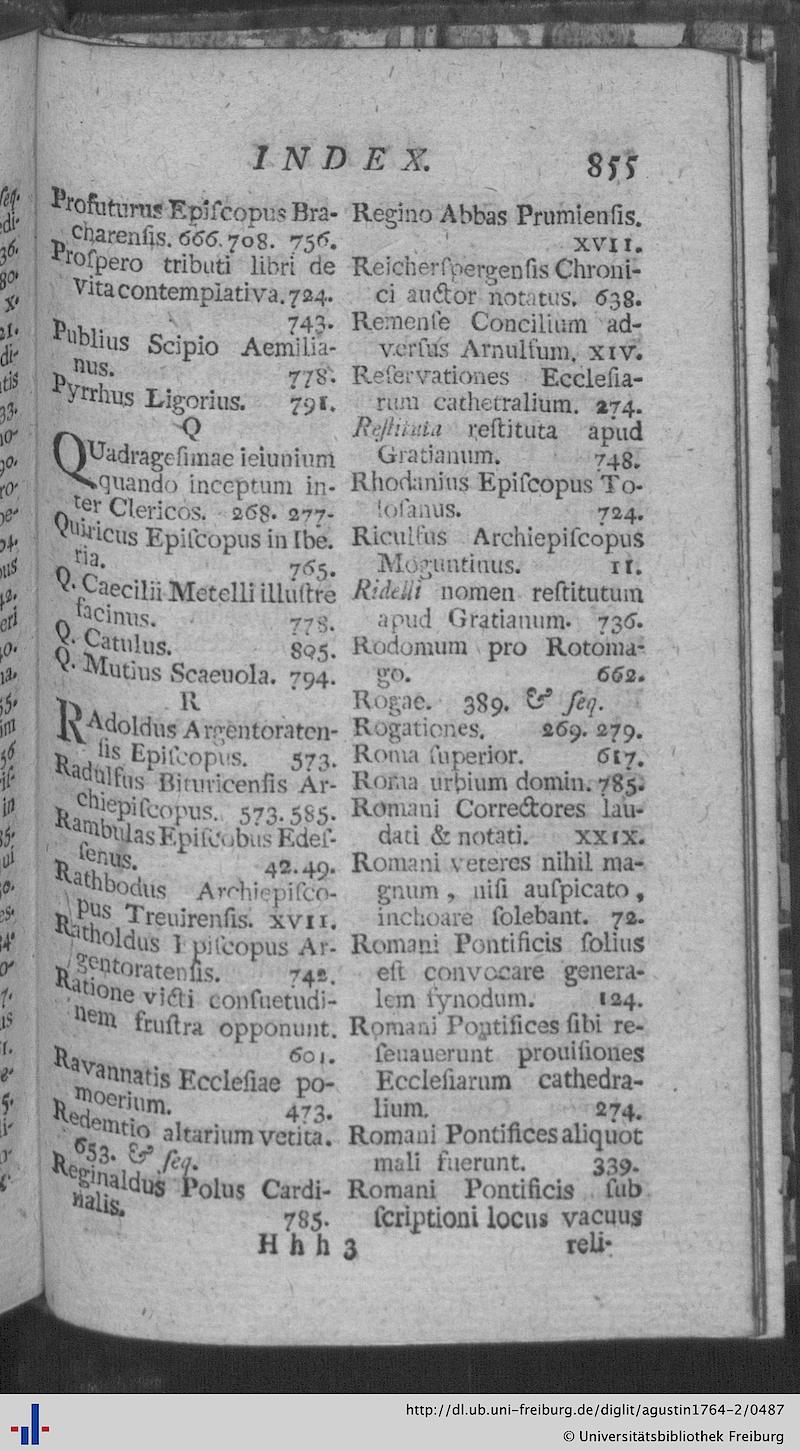 INDEX. 855
Profuturus Epiſcopus Bra-
charenſis. 666. 708. 756.
Proſpero tributi libri de
Vita contemplativa. 724.
743.
Publius Scipio Aemilia-
nus. 778.
Pyrrhus Ligorius. 791.
Q
QUadrageſimae ieiunium
quando inceptum in-
ter Clericos. 268. 277.
Quiricus Epiſcopus in Ibe.
ria. 765.
Q. Caecilii Metelli illuſtre
facinus. 778.
Q. Catulus. 805.
Q. Mutius Scaeuola. 794.
R
RAdoldus Argentoraten-
ſis Epiſcopus. 573.
Radulfus Bituricenſis Ar-
chiepiſcopus. 573. 585.
Rambulas Epiſcobus Edeſ-
ſenus. 42. 49.
Rathbodus Archiepiſco-
pus Treuirenſis. XVII.
Ratholdus Epiſcopus Ar-
gentoratenſis. 742.
Ratione victi conſuetudi-
nem fruſtra opponunt.
601.
Ravannatis Eccleſiae po-
moerium. 473.
Redemtio altarium vetita.
653. & ſeq.
Reginaldus Polus Cardi-
nalis. 785.
Regino Abbas Prumienſis.
XVII.
Reicherſpergenſis Chroni-
ci auctor notatus. 638.
Remenſe Concilium ad-
verſus Arnulfum, XIV.
Reſervationes Eccleſia-
rum cathetralium. 274.
Reſtituta reſtituta apud
Gratianum. 748.
Rhodanius Epiſcopus To-
loſanus. 724.
Riculfus Archiepiſcopus
Moguntinus. 11.
Ridelli nomen reſtitutum
apud Gratianum. 736.
Rodomum pro Rotoma-
go. 662.
Rogae. 389. & ſeq.
Rogationes. 269. 279.
Roma ſuperior. 617.
Roma urbium domin. 785.
Romani Correctores lau-
dati & notati. XXIX.
Romani veteres nihil ma-
gnum, niſi auſpicato,
inchoare ſolebant. 72.
Romani Pontificis ſolius
eſt convocare genera-
lem ſynodum. 124.
Romani Pontifices ſibi re-
ſeuauerunt prouiſiones
Eccleſiarum cathedra-
lium. 274.
Romani Pontifices aliquot
mali fuerunt. 339.
Romani Pontificis ſub
ſcriptioni locus vacuus
Hhh 3 reli-
http://dl.ub.uni-freiburg.de/diglit/agustin1764-2/0487
© Universitätsbibliothek Freiburg